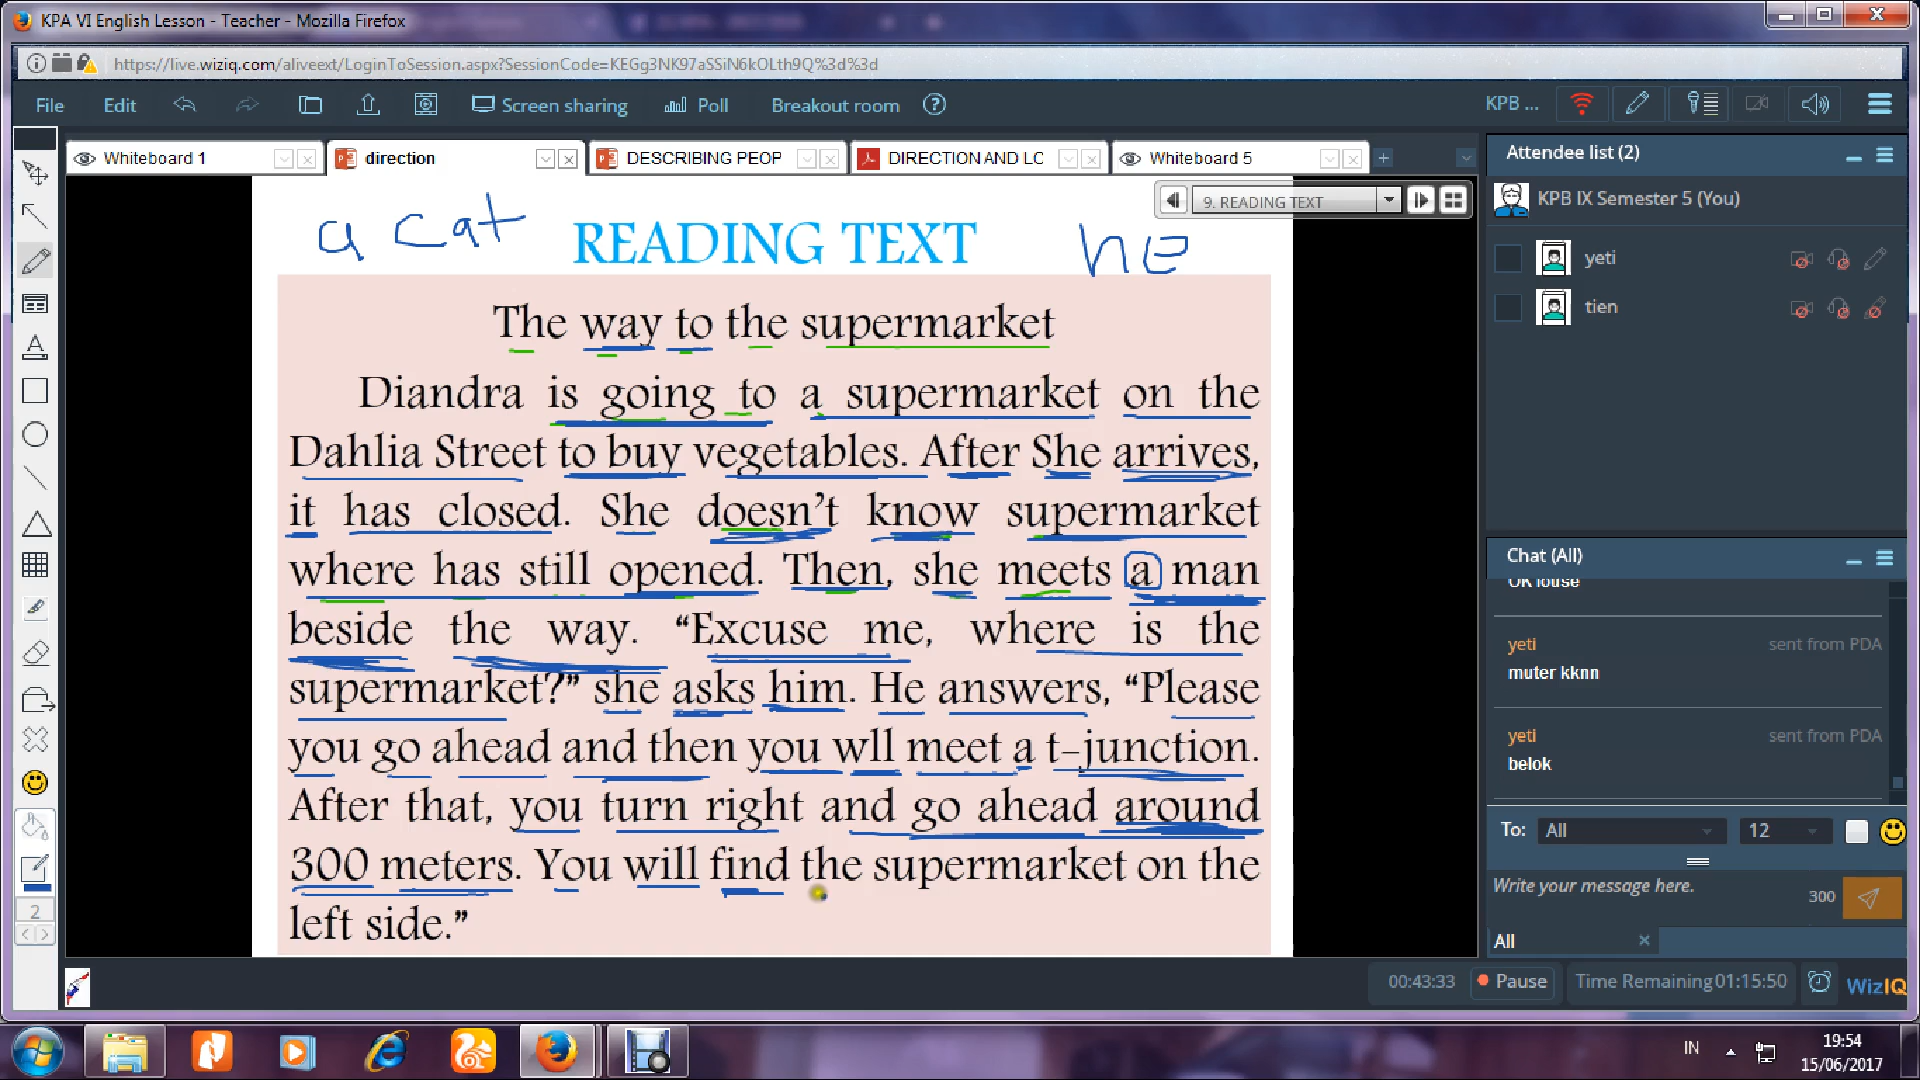 KPA VI English Lesson - Teacher - Mozilla Firefox
https://live.wiziq.com/aliveext/LoginToSession.aspx?SessionCode=KEGg3NK97aSSiN6kOLth9Q%3d%3d
File Edit Screen sharing Poll Breakout room KPB ...
Whiteboard 1 direction DESCRIBING PEOP DIRECTION AND LC Whiteboard 5
9. READING TEXT
a cat READING TEXT he
The way to the supermarket
Diandra is going to a supermarket on the
Dahlia Street to buy vegetables. After She arrives,
it has closed. She doesn't know supermarket
where has still opened. Then, she meets a man
beside the way. “Excuse me, where is the
supermarket?” she asks him. He answers, “Please
you go ahead and then you wll meet a t-junction.
After that, you turn right and go ahead around
300 meters. You will find the supermarket on the
left side.”
2
Attendee list (2)
KPB IX Semester 5 (You)
yeti
tien
Chat (All)
OK louse
yeti sent from PDA
muter kknn
yeti sent from PDA
belok
To: All 12
Write your message here. 300
All
00:43:33 Pause Time Remaining 01:15:50 WizIQ
IN 19:54
15/06/2017